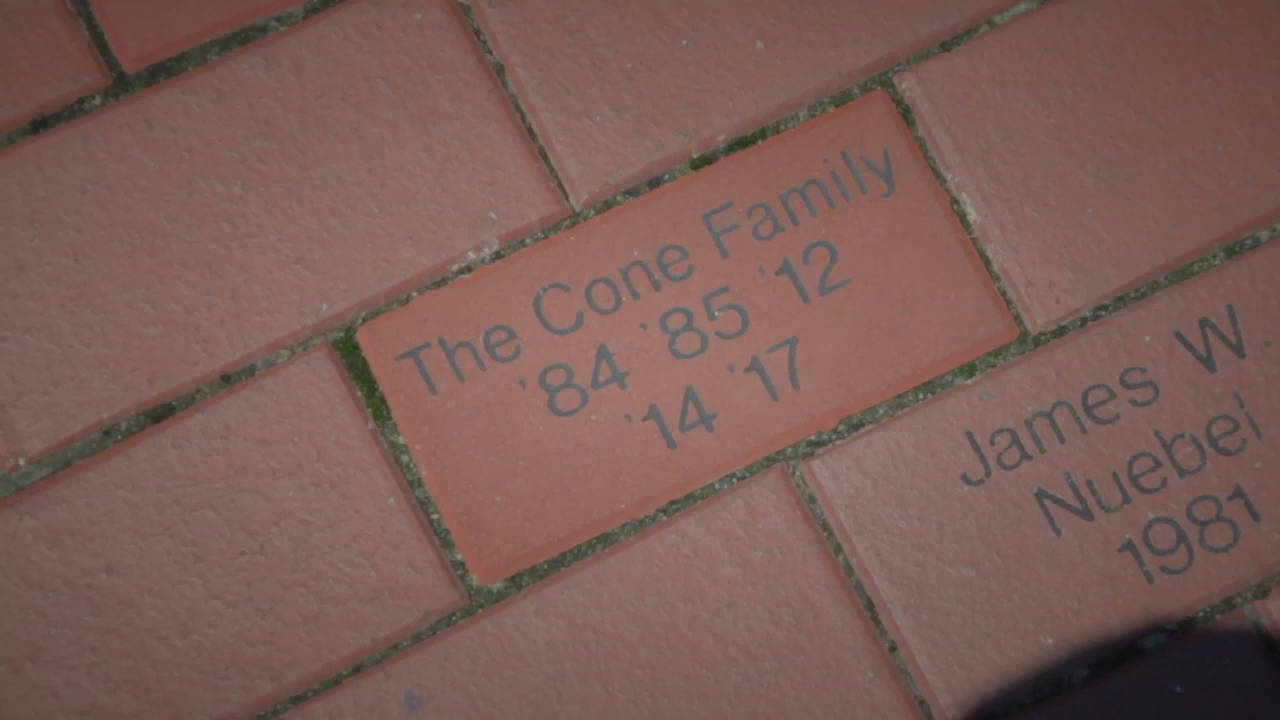 The Cone Family
'84 '85 '12
'14 '17
James W.
Nuebel
1981